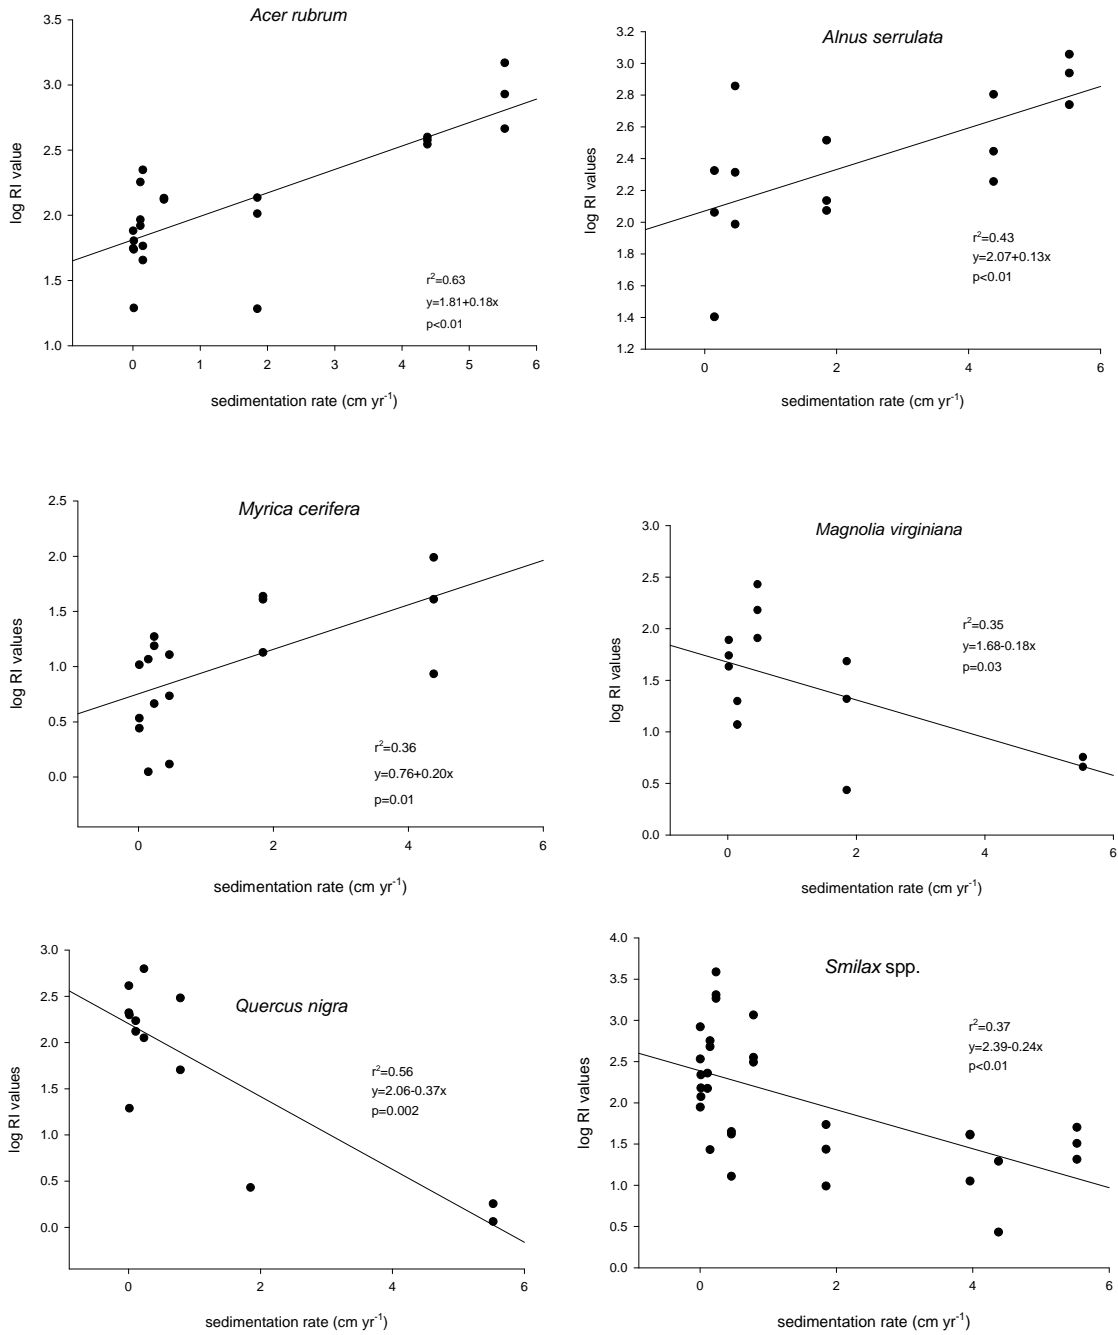 Acer rubrum
3.5
3.0
2.5
2.0
1.5
1.0
log RI value
r²=0.63
y=1.81+0.18x
p<0.01
0 1 2 3 4 5 6
sedimentation rate (cm yr⁻¹)
Alnus serrulata
3.2
3.0
2.8
2.6
2.4
2.2
2.0
1.8
1.6
1.4
1.2
log RI values
r²=0.43
y=2.07+0.13x
p<0.01
0 2 4 6
sedimentation rate (cm yr⁻¹)
Myrica cerifera
2.5
2.0
1.5
1.0
0.5
0.0
log RI values
r²=0.36
y=0.76+0.20x
p=0.01
0 2 4 6
sedimentation rate (cm yr⁻¹)
Magnolia virginiana
3.0
2.5
2.0
1.5
1.0
0.5
0.0
log RI values
r²=0.35
y=1.68-0.18x
p=0.03
0 2 4 6
sedimentation rate (cm yr⁻¹)
Quercus nigra
3.0
2.5
2.0
1.5
1.0
0.5
0.0
log RI values
r²=0.56
y=2.06-0.37x
p=0.002
0 2 4 6
sedimentation rate (cm yr⁻¹)
Smilax spp.
4.0
3.5
3.0
2.5
2.0
1.5
1.0
0.5
0.0
log RI values
r²=0.37
y=2.39-0.24x
p<0.01
0 2 4 6
sedimentation rate (cm yr⁻¹)